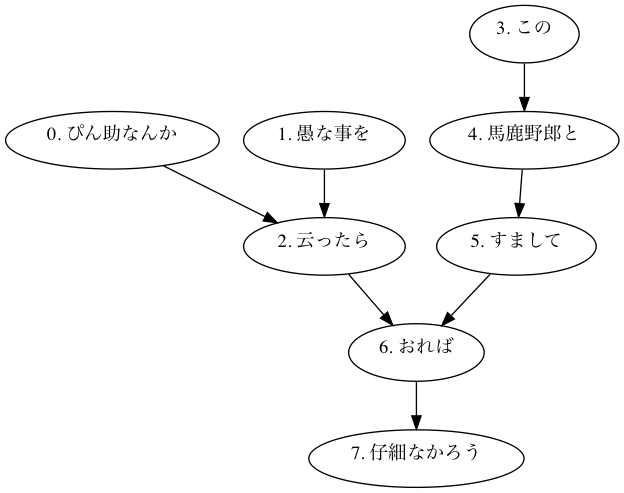 3. この
0. ぴん助なんか
1. 愚な事を
4. 馬鹿野郎と
2. 云ったら
5. すまして
6. おれば
7. 仔細なかろう